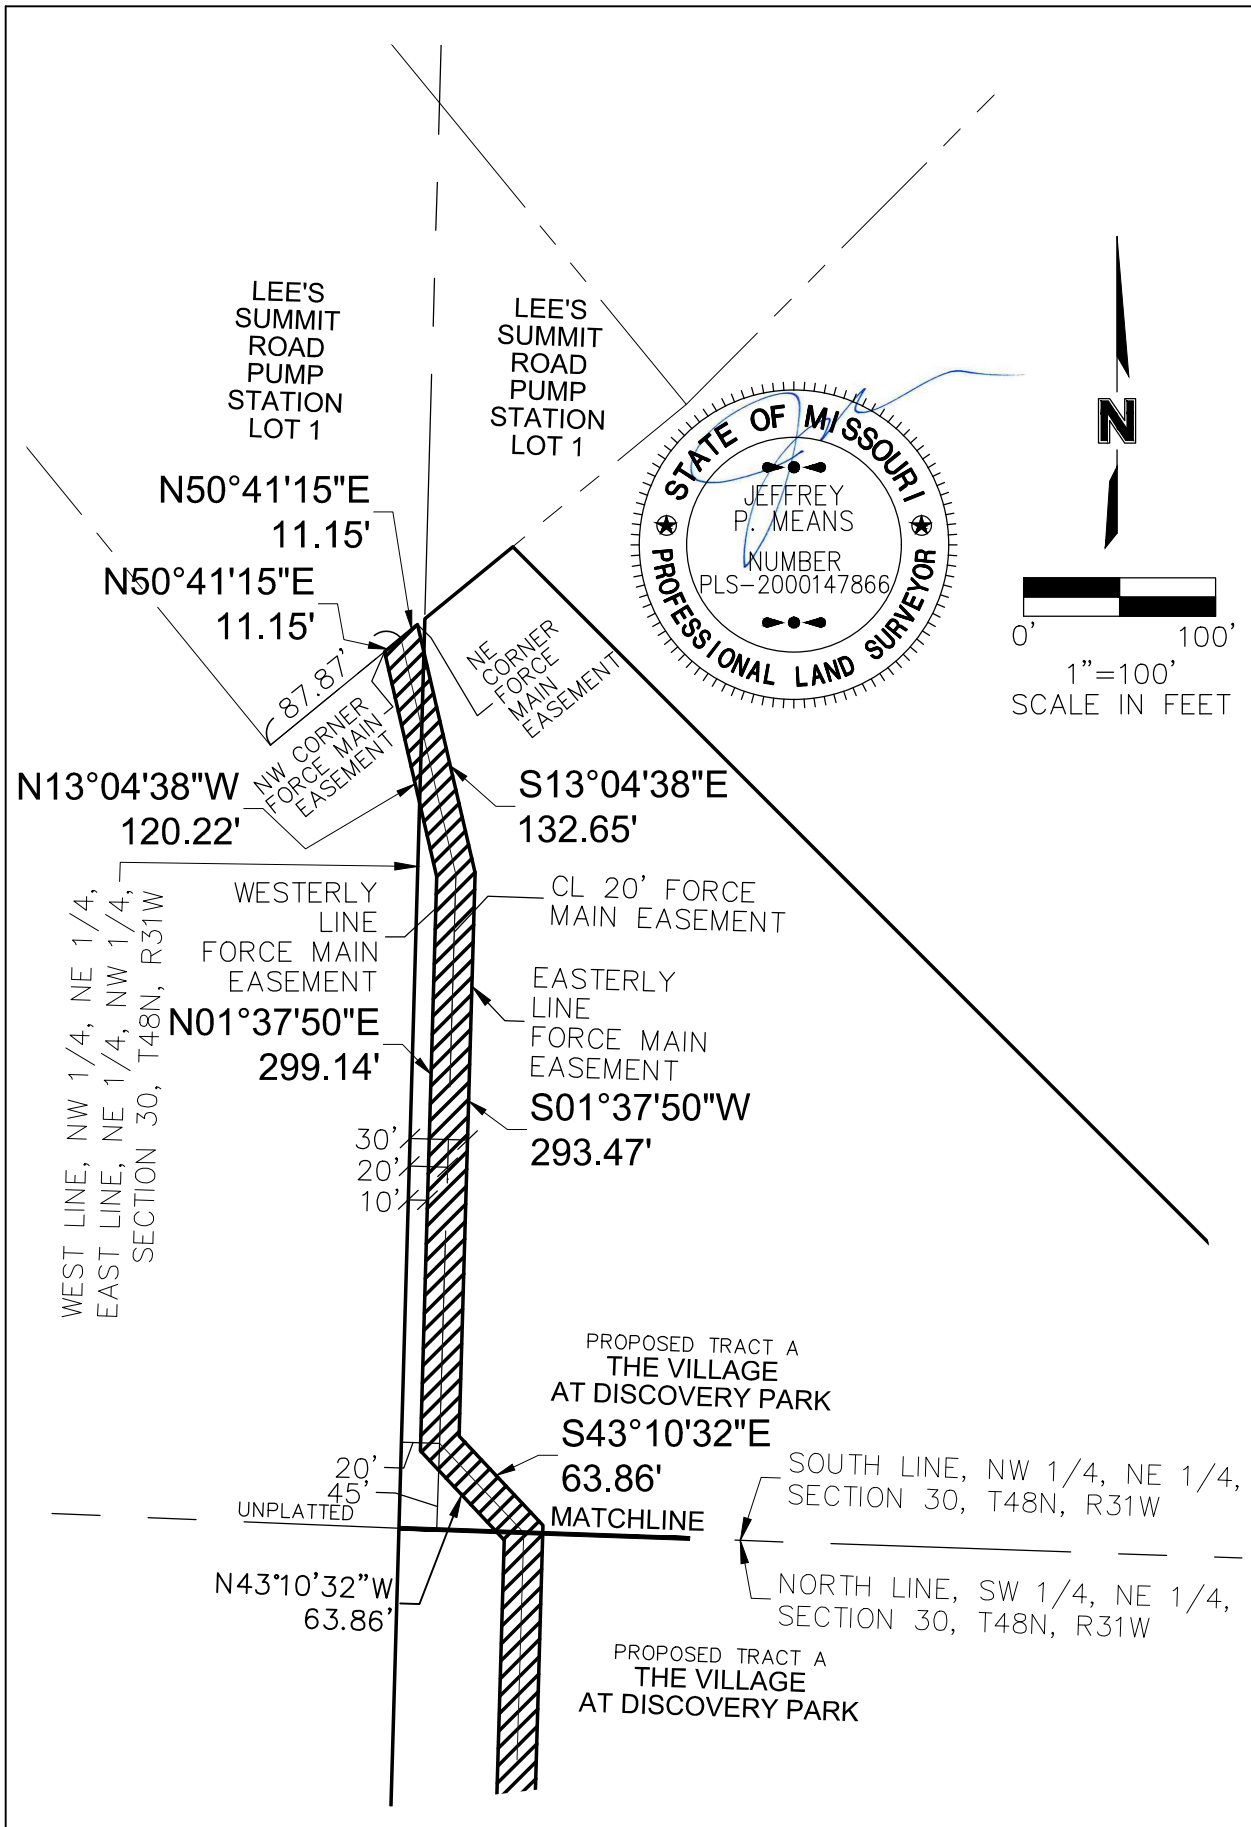 LEE'S
SUMMIT
ROAD
PUMP
STATION
LOT 1
LEE'S
SUMMIT
ROAD
PUMP
STATION
LOT 1
STATE OF MISSOURI
JEFFREY
P. MEANS
NUMBER
PLS-2000147866
PROFESSIONAL LAND SURVEYOR
N
0' 100'
1"=100'
SCALE IN FEET
N50°41'15"E
11.15'
N50°41'15"E
11.15'
87.87'
NW CORNER
FORCE MAIN
EASEMENT
NE
CORNER
FORCE
MAIN
EASEMENT
N13°04'38"W
120.22'
S13°04'38"E
132.65'
WEST LINE, NW 1/4, NE 1/4,
EAST LINE, NE 1/4, NW 1/4,
SECTION 30, T48N, R31W
WESTERLY
LINE
FORCE MAIN
EASEMENT
CL 20' FORCE
MAIN EASEMENT
EASTERLY
LINE
FORCE MAIN
EASEMENT
N01°37'50"E
299.14'
S01°37'50"W
293.47'
30'
20'
10'
PROPOSED TRACT A
THE VILLAGE
AT DISCOVERY PARK
S43°10'32"E
63.86'
20'
45'
UNPLATTED
MATCHLINE
SOUTH LINE, NW 1/4, NE 1/4,
SECTION 30, T48N, R31W
N43°10'32"W
63.86'
NORTH LINE, SW 1/4, NE 1/4,
SECTION 30, T48N, R31W
PROPOSED TRACT A
THE VILLAGE
AT DISCOVERY PARK